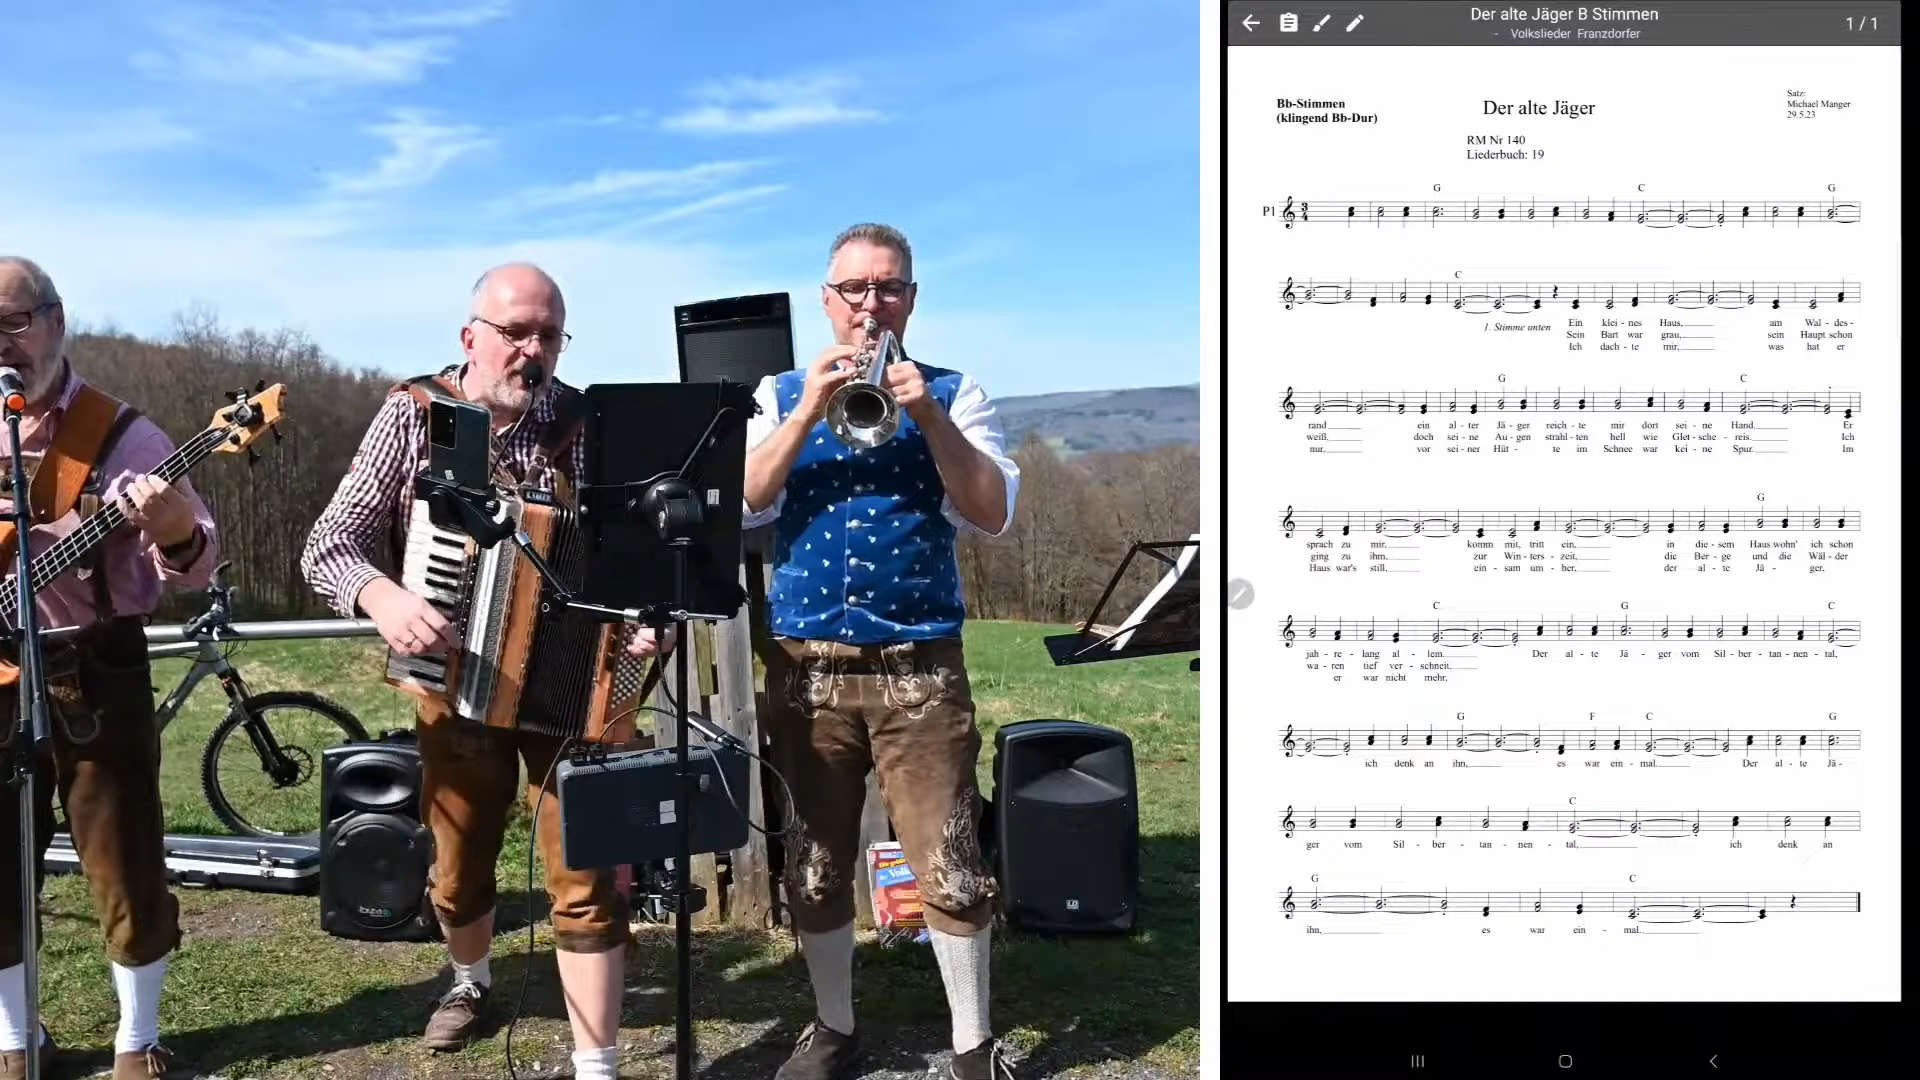 Der alte Jäger B Stimmen
- Volkslieder Franzdorfer
1 / 1
Bb-Stimmen
(klingend Bb-Dur)
Der alte Jäger
Satz:
Michael Manger
29.5.23
RM Nr 140
Liederbuch: 19
G C G
P1
C
1. Stimme unten
Ein klei - nes Haus, am Wal - des -
Sein Bart war grau, sein Haupt schon
Ich dach - te mir, was hat er
G C
rand ein al - ter Jä - ger reich - te mir dort sei - ne Hand. Er
weiß, doch sei - ne Au - gen strahl - ten hell wie Glet - sche - reis. Ich
nur, vor sei - ner Hüt - te im Schnee war kei - ne Spur. Im
G
sprach zu mir, komm mit, tritt ein, in die - sem Haus wohn' ich schon
ging zu ihm, zur Win - ters - zeit, die Ber - ge und die Wäl - der
Haus war's still, ein - sam um - her, der al - te Jä - ger.
C G C
jah - re - lang al - lein. Der al - te Jä - ger vom Sil - ber - tan - nen - tal,
wa - ren tief ver - schneit.
er war nicht mehr.
G F C G
ich denk an ihn, es war ein - mal. Der al - te Jä -
C
ger vom Sil - ber - tan - nen - tal, ich denk an
G C
ihn, es war ein - mal.
ibiza
LD